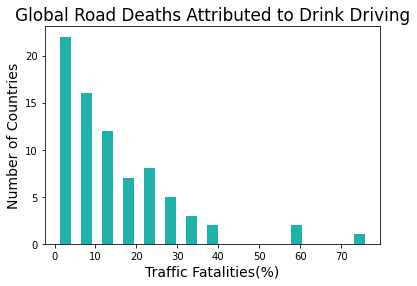 Global Road Deaths Attributed to Drink Driving
Number of Countries
20
15
10
5
0
0 10 20 30 40 50 60 70
Traffic Fatalities(%)